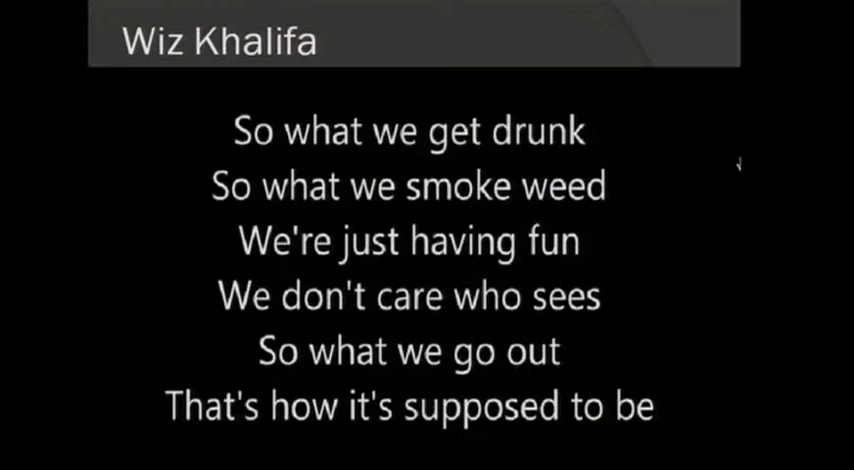 Wiz Khalifa
So what we get drunk
So what we smoke weed
We're just having fun
We don't care who sees
So what we go out
That's how it's supposed to be